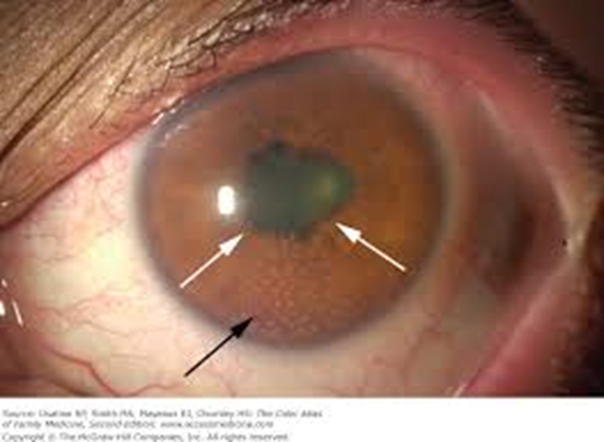 Source: Usatine RP, Smith MA, Mayeaux EJ, Chumley HS: The Color Atlas
of Family Medicine, Second edition: www.accessmedicine.com
Copyright © The McGraw-Hill Companies, Inc. All rights reserved.